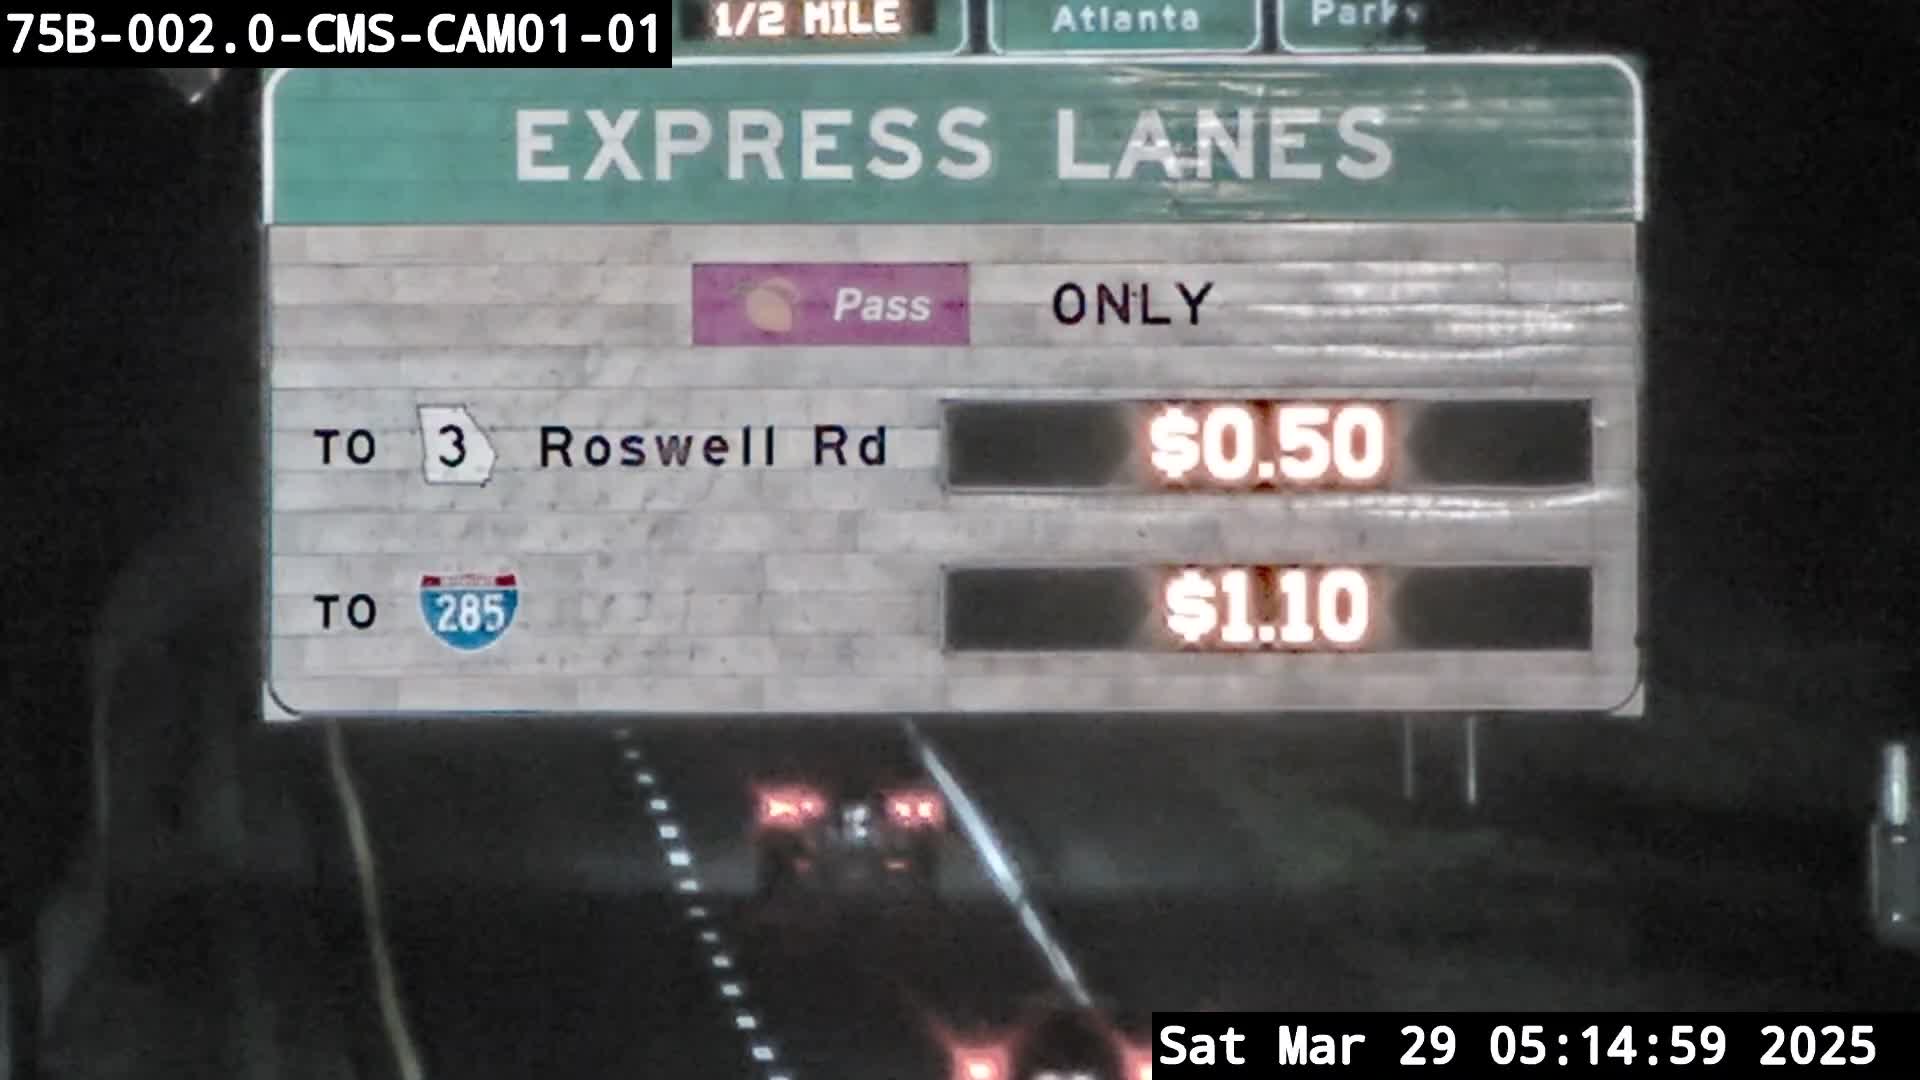 75B-002.0-CMS-CAM01-01
1/2 MILE
Atlanta
EXPRESS LANES
Pass ONLY
TO 3 Roswell Rd $0.50
TO 285 $1.10
Sat Mar 29 05:14:59 2025